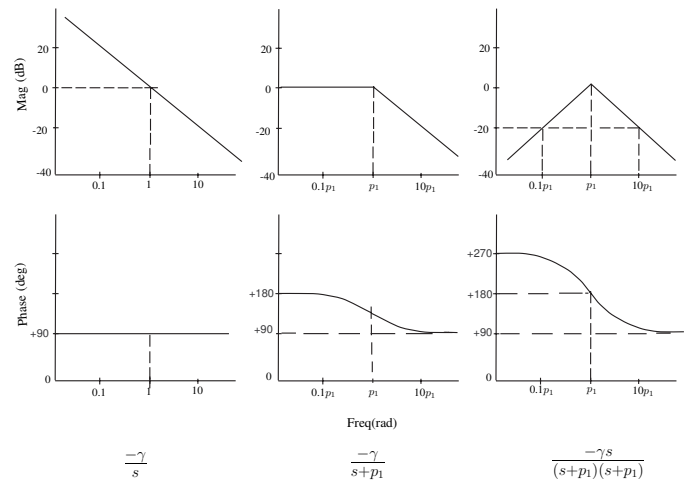 Mag (dB)
20
0
-20
-40
0.1
1
10
20
0
-20
-40
0.1p₁
p₁
10p₁
20
0
-20
-40
0.1p₁
p₁
10p₁
Phase (deg)
+90
0
0.1
1
10
+180
+90
0
0.1p₁
p₁
10p₁
+270
+180
+90
0
0.1p₁
p₁
10p₁
Freq(rad)
−γ
s
−γ
s+p₁
−γs
(s+p₁)(s+p₁)